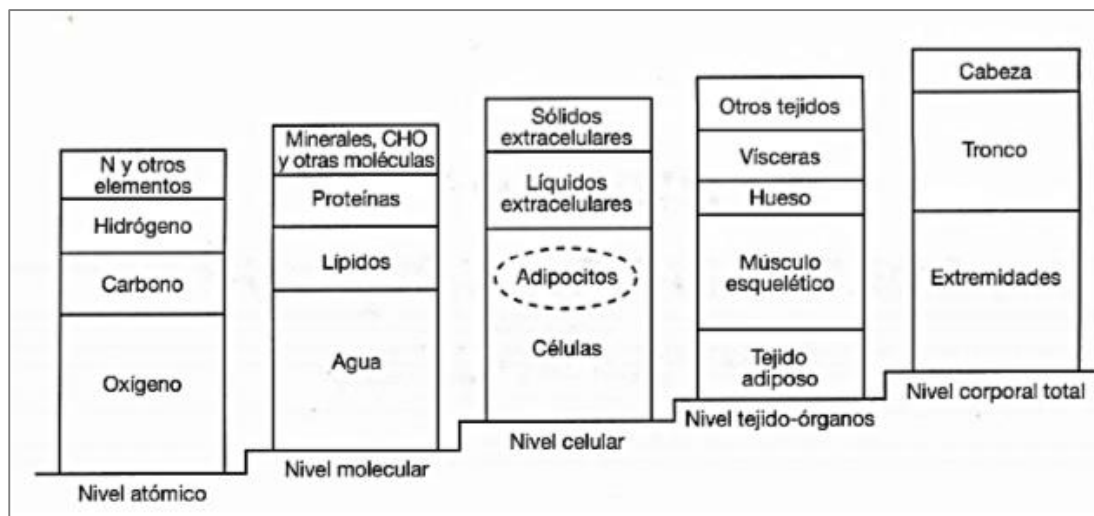 N y otros
elementos
Hidrógeno
Carbono
Oxígeno
Nivel atómico
Minerales, CHO
y otras moléculas
Proteínas
Lípidos
Agua
Nivel molecular
Sólidos
extracelulares
Líquidos
extracelulares
Adipocitos
Células
Nivel celular
Otros tejidos
Vísceras
Hueso
Músculo
esquelético
Tejido
adiposo
Nivel tejido-órganos
Cabeza
Tronco
Extremidades
Nivel corporal total